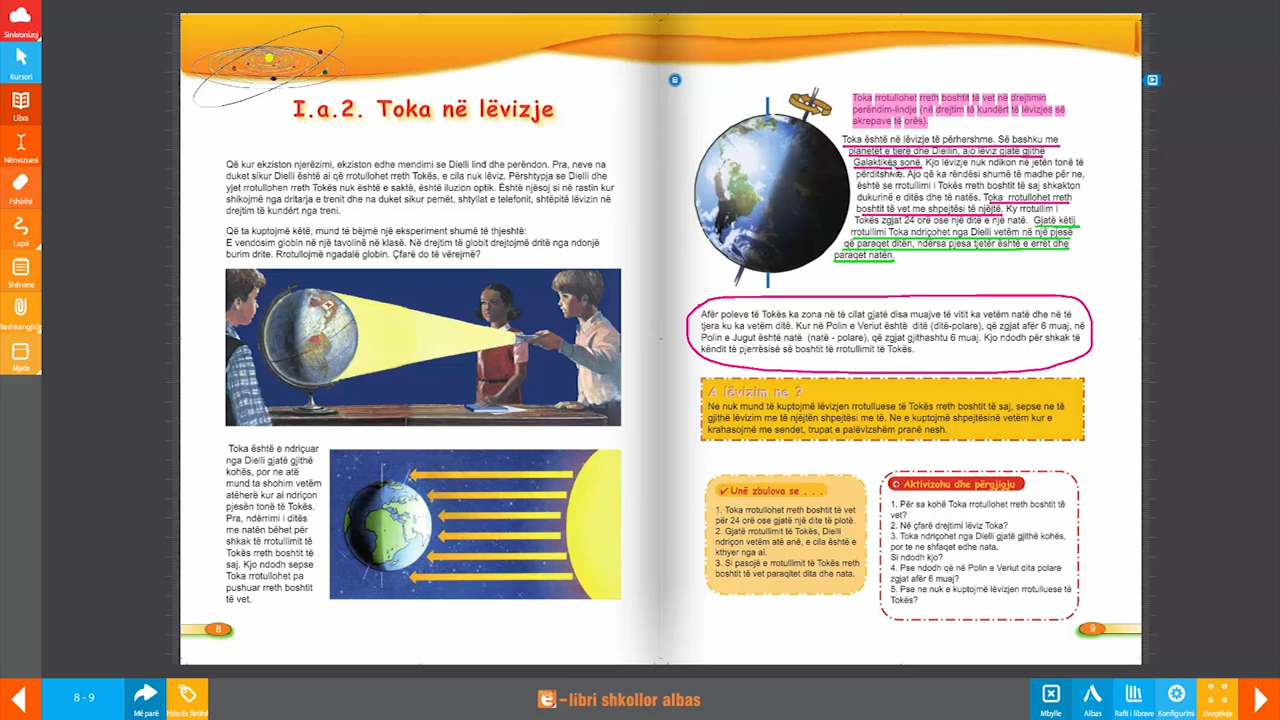 Sinkronizoj
Kursori
Libra
Nënvizuesi
Fshirësi
Lapsi
Shënime
Bashkangjitje
Mjete
I.a.2. Toka në lëvizje
Që kur ekziston njerëzimi, ekziston edhe mendimi se Dielli lind dhe perëndon. Pra, neve na
duket sikur Dielli është ai që rrotullohet rreth Tokës, e cila nuk lëviz. Përshtypja se Dielli dhe
yjet rrotullohen rreth Tokës nuk është e saktë, është iluzion optik. Është njësoj si në rastin kur
shikojmë nga dritarja e trenit dhe na duket sikur pemët, shtyllat e telefonit, shtëpitë lëvizin në
drejtim të kundërt nga treni.
Që ta kuptojmë këtë, mund të bëjmë një eksperiment shumë të thjeshtë:
E vendosim globin në një tavolinë në klasë. Në drejtim të globit drejtojmë dritë nga ndonjë
burim drite. Rrotullojmë ngadalë globin. Çfarë do të vërejmë?
Toka është e ndriçuar
nga Dielli gjatë gjithë
kohës, por ne atë
mund ta shohim vetëm
atëherë kur ai ndriçon
pjesën tonë të Tokës.
Pra, ndërrimi i ditës
me natën bëhet për
shkak të rrotullimit të
Tokës rreth boshtit të
saj. Kjo ndodh sepse
Toka rrotullohet pa
pushuar rreth boshtit
të vet.
8
Toka rrotullohet rreth boshtit të vet në drejtimin
perëndim-lindje (në drejtim të kundërt të lëvizjes së
akrepave të orës).
Toka është në lëvizje të përhershme. Së bashku me
planetët e tjerë dhe Diellin, ajo lëviz gjatë gjithë
Galaktikës sonë. Kjo lëvizje nuk ndikon në jetën tonë të
përditshme. Ajo që ka rëndësi shumë të madhe për ne,
është se rrotullimi i Tokës rreth boshtit të saj shkakton
dukurinë e ditës dhe të natës. Toka rrotullohet rreth
boshtit të vet me shpejtësi të njëjtë. Ky rrotullim i
Tokës zgjat 24 orë ose një ditë e një natë. Gjatë këtij
rrotullimi Toka ndriçohet nga Dielli vetëm në një pjesë
që paraqet ditën, ndërsa pjesa tjetër është e errët dhe
paraqet natën.
Afër poleve të Tokës ka zona në të cilat gjatë disa muajve të vitit ka vetëm natë dhe në të
tjera ku ka vetëm ditë. Kur në Polin e Veriut është ditë (ditë-polare), që zgjat afër 6 muaj, në
Polin e Jugut është natë (natë - polare), që zgjat gjithashtu 6 muaj. Kjo ndodh për shkak të
këndit të pjerrësisë së boshtit të rrotullimit të Tokës.
A lëvizim ne ?
Ne nuk mund të kuptojmë lëvizjen rrotulluese të Tokës rreth boshtit të saj, sepse ne të
gjithë lëvizim me të njëjtën shpejtësi me të. Ne e kuptojmë shpejtësinë vetëm kur e
krahasojmë me sendet, trupat e palëvizshëm pranë nesh.
✓ Unë zbulova se . . .
1. Toka rrotullohet rreth boshtit të vet
për 24 orë ose gjatë një dite të plotë.
2. Gjatë rrotullimit të Tokës, Dielli
ndriçon vetëm atë anë, e cila është e
kthyer nga ai.
3. Si pasojë e rrotullimit të Tokës rreth
boshtit të vet paraqitet dita dhe nata.
Aktivizohu dhe përgjigju
1. Për sa kohë Toka rrotullohet rreth boshtit të
vet?
2. Në çfarë drejtimi lëviz Toka?
3. Toka ndriçohet nga Dielli gjatë gjithë kohës,
por te ne shfaqet edhe nata.
Si ndodh kjo?
4. Pse ndodh që në Polin e Veriut dita polare
zgjat afër 6 muaj?
5. Pse ne nuk e kuptojmë lëvizjen rrotulluese të
Tokës?
9
8 - 9
Më parë
Ndarës fletësh
e-libri shkollor albas
Mbylle
Albas
Rafti i librave
Konfigurimi
Zvogëloje